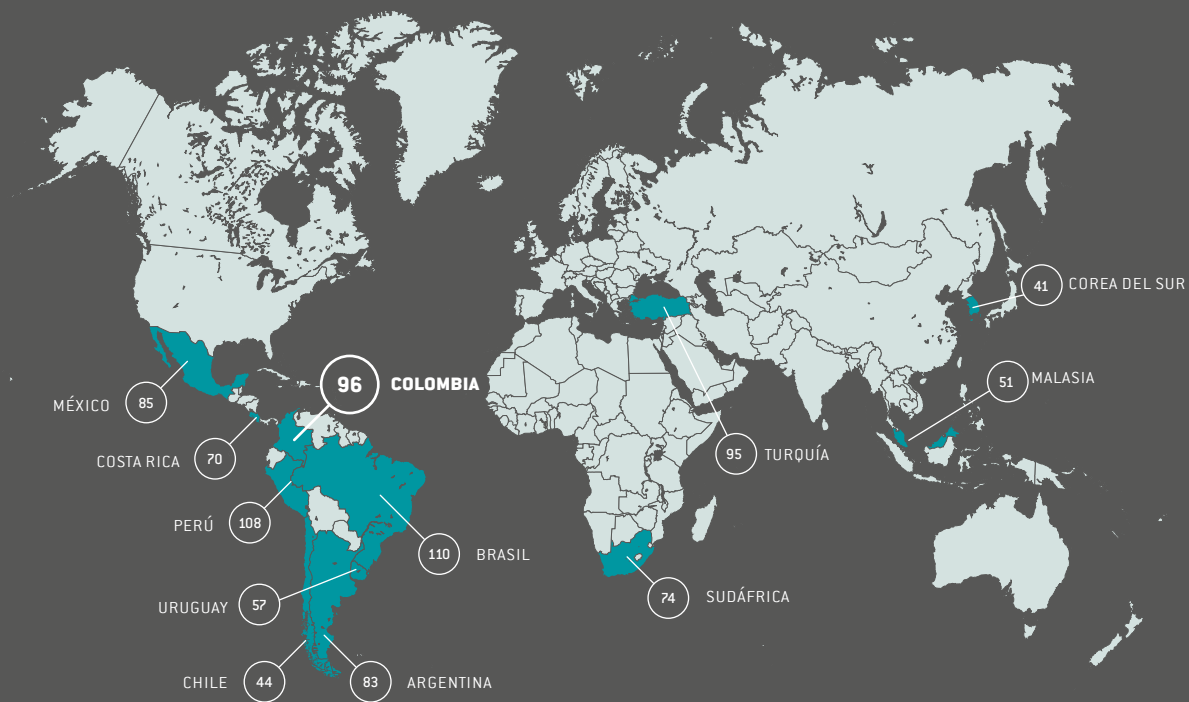 41 COREA DEL SUR
51 MALASIA
96 COLOMBIA
MÉXICO 85
95 TURQUÍA
COSTA RICA 70
PERÚ 108
110 BRASIL
74 SUDÁFRICA
URUGUAY 57
CHILE 44
83 ARGENTINA